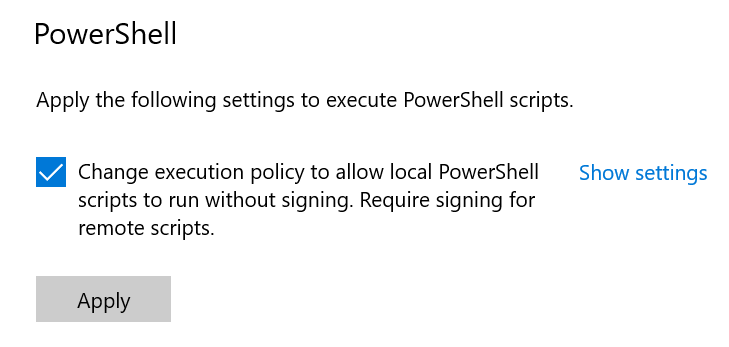 PowerShell
Apply the following settings to execute PowerShell scripts.
Change execution policy to allow local PowerShell
scripts to run without signing. Require signing for
remote scripts.
Show settings
Apply